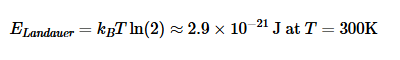 E_Landauer = k_B T ln(2) ≈ 2.9 × 10⁻²¹ J at T = 300K